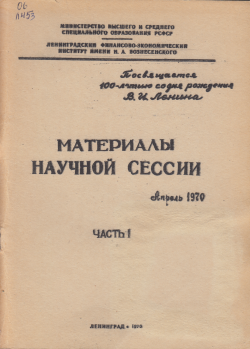 06
МИНИСТЕРСТВО ВЫСШЕГО И СРЕДНЕГО
СПЕЦИАЛЬНОГО ОБРАЗОВАНИЯ РСФСР
ЛЕНИНГРАДСКИЙ ФИНАНСОВО-ЭКОНОМИЧЕСКИЙ
ИНСТИТУТ ИМЕНИ Н. А. ВОЗНЕСЕНСКОГО
Посвящается
100-летию со дня рождения
В. И. Ленина
МАТЕРИАЛЫ
НАУЧНОЙ СЕССИИ
Апрель 1970
ЧАСТЬ I
ЛЕНИНГРАД • 1970